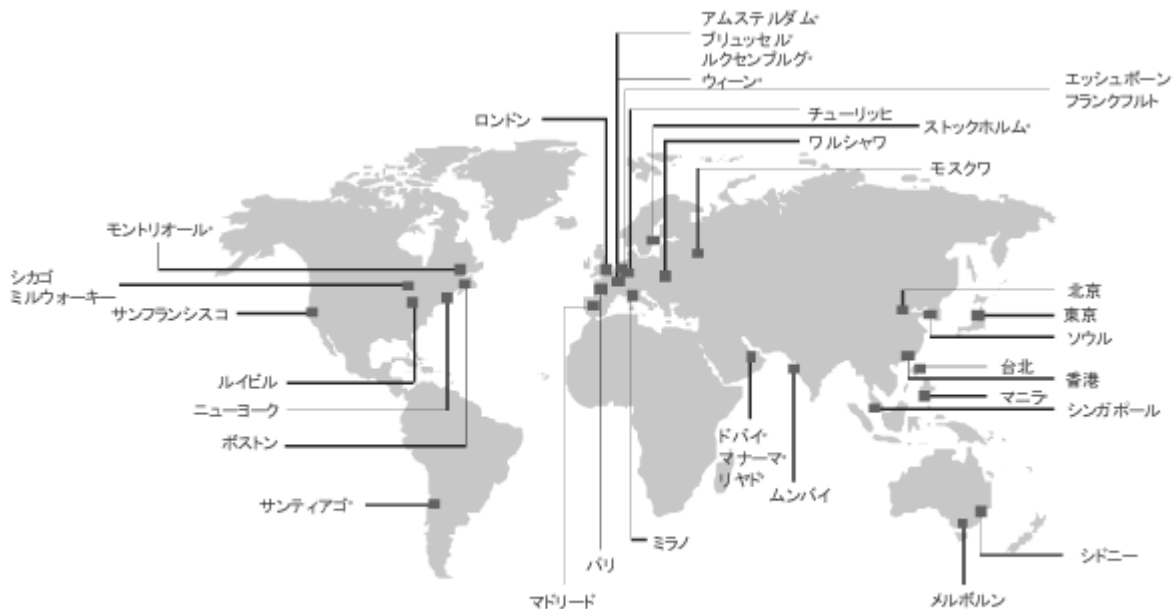 アムステルダム*
ブリュッセル*
ルクセンブルグ*
ウィーン*
エッシュボーン
フランクフルト
チューリッヒ
ロンドン
ストックホルム*
ワルシャワ
モスクワ
モントリオール*
シカゴ
ミルウォーキー
サンフランシスコ
北京
東京
ソウル
台北
香港
マニラ*
シンガポール
ルイビル
ニューヨーク
ボストン
ドバイ*
マナーマ*
リヤド*
ムンバイ
サンティアゴ*
ミラノ
パリ
マドリード
シドニー
メルボルン